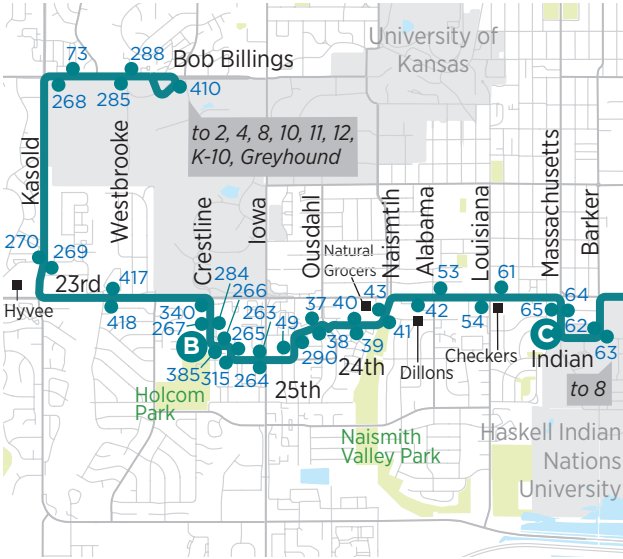 University of
Kansas
73
288
Bob Billings
268
285
410
to 2, 4, 8, 10, 11, 12,
K-10, Greyhound
Kasold
Westbrooke
Crestline
Iowa
Ousdahl
Naismtih
Alabama
Louisiana
Massachusetts
Barker
270
269
23rd
417
418
Hyvee
284
266
263
340
267
265
49
B
385
315
264
290
37
40
Natural
Grocers
43
38
39
41
24th
25th
53
42
Dillons
54
61
Checkers
65
64
C
62
63
Indian
to 8
Holcom
Park
Naismith
Valley Park
Haskell Indian
Nations
University